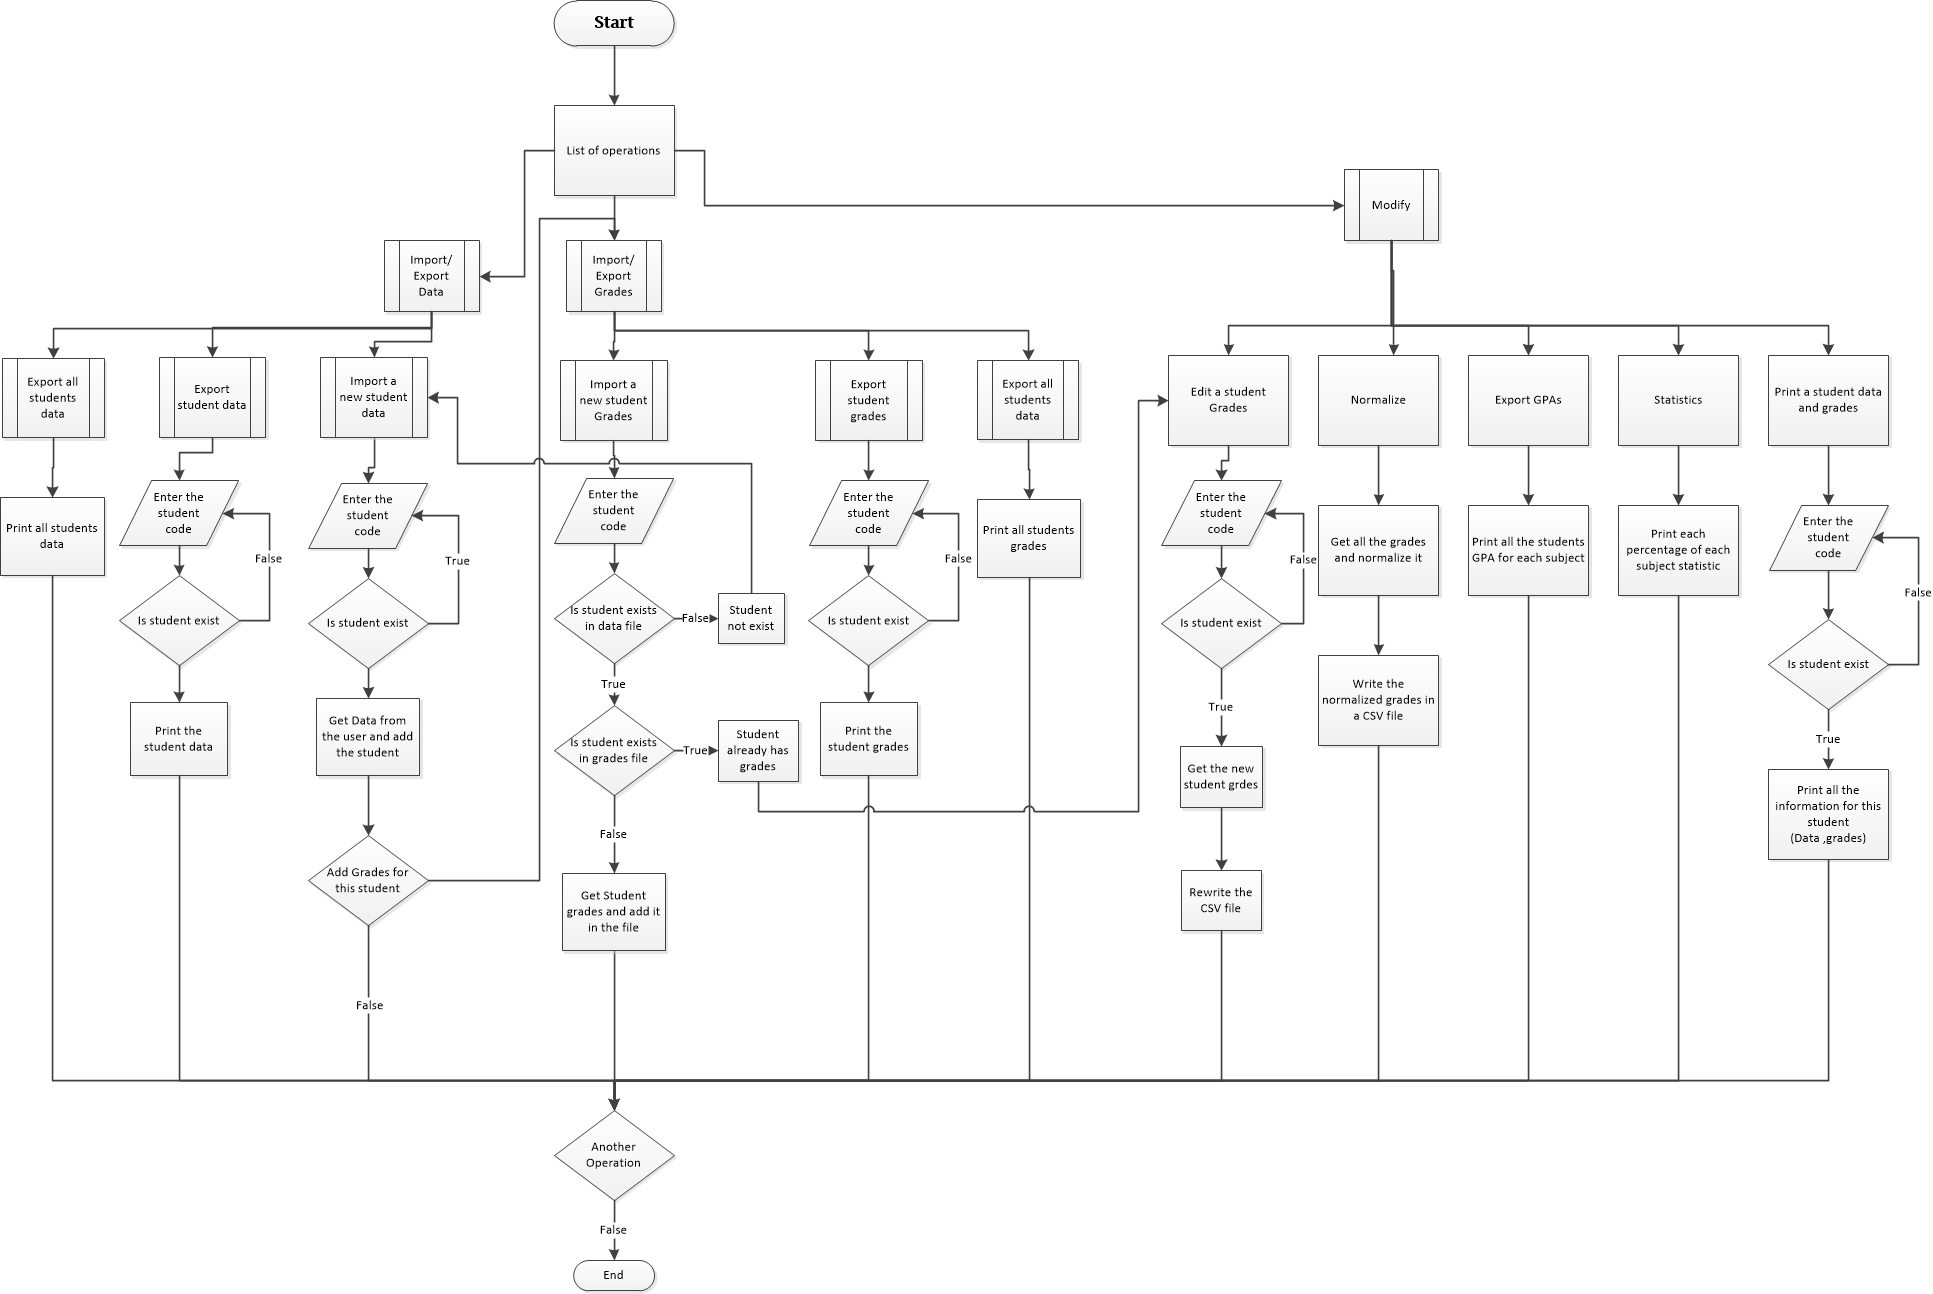 Start
List of operations
Modify
Import/
Export
Data
Import/
Export
Grades
Export all
students
data
Export
student data
Import a
new student
data
Import a
new student
Grades
Export
student
grades
Export all
students
data
Edit a student
Grades
Normalize
Export GPAs
Statistics
Print a student data
and grades
Print all students
data
Enter the
student
code
False
Is student exist
Print the
student data
Enter the
student
code
True
Is student exist
Get Data from
the user and add
the student
Add Grades for
this student
False
Enter the
student
code
Is student exists
in data file
False
Student
not exist
True
Is student exists
in grades file
True
Student
already has
grades
False
Get Student
grades and add it
in the file
Enter the
student
code
False
Is student exist
Print the
student grades
Print all students
grades
Enter the
student
code
False
Is student exist
True
Get the new
student grdes
Rewrite the
CSV file
Get all the grades
and normalize it
Write the
normalized grades in
a CSV file
Print all the students
GPA for each subject
Print each
percentage of each
subject statistic
Enter the
student
code
False
Is student exist
True
Print all the
information for this
student
(Data ,grades)
Another
Operation
False
End